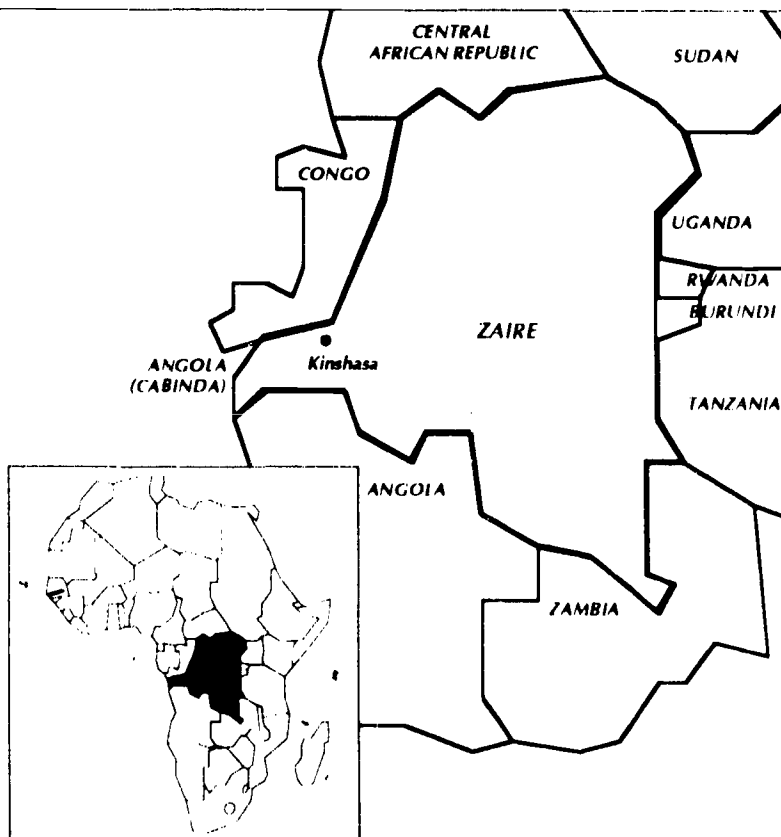 CENTRAL
AFRICAN REPUBLIC
SUDAN
CONGO
UGANDA
RWANDA
BURUNDI
ZAIRE
Kinshasa
ANGOLA
(CABINDA)
TANZANIA
ANGOLA
ZAMBIA